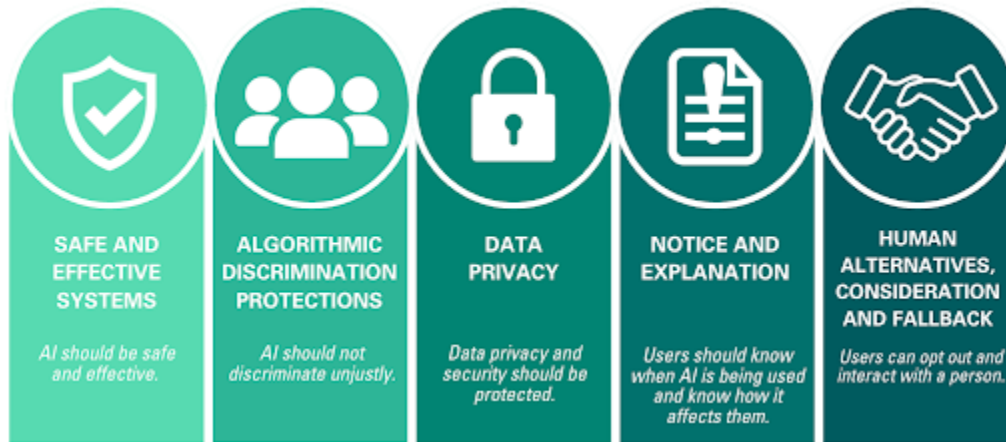 SAFE AND
EFFECTIVE
SYSTEMS
AI should be safe
and effective.
ALGORITHMIC
DISCRIMINATION
PROTECTIONS
AI should not
discriminate unjustly.
DATA
PRIVACY
Data privacy and
security should be
protected.
NOTICE AND
EXPLANATION
Users should know
when AI is being used
and know how it
affects them.
HUMAN
ALTERNATIVES,
CONSIDERATION
AND FALLBACK
Users can opt out and
interact with a person.